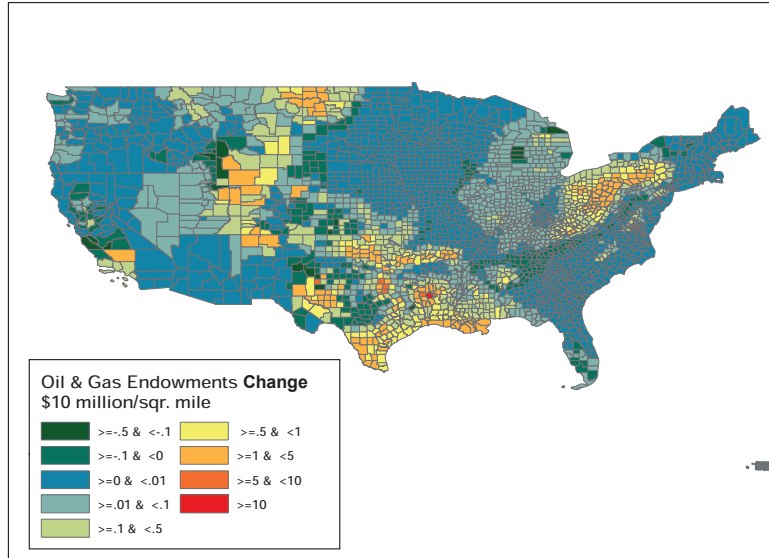 Oil & Gas Endowments Change
$10 million/sqr. mile
>=-.5 & <-.1
>=-.1 & <0
>=0 & <.01
>=.01 & <.1
>=.1 & <.5
>=.5 & <1
>=1 & <5
>=5 & <10
>=10